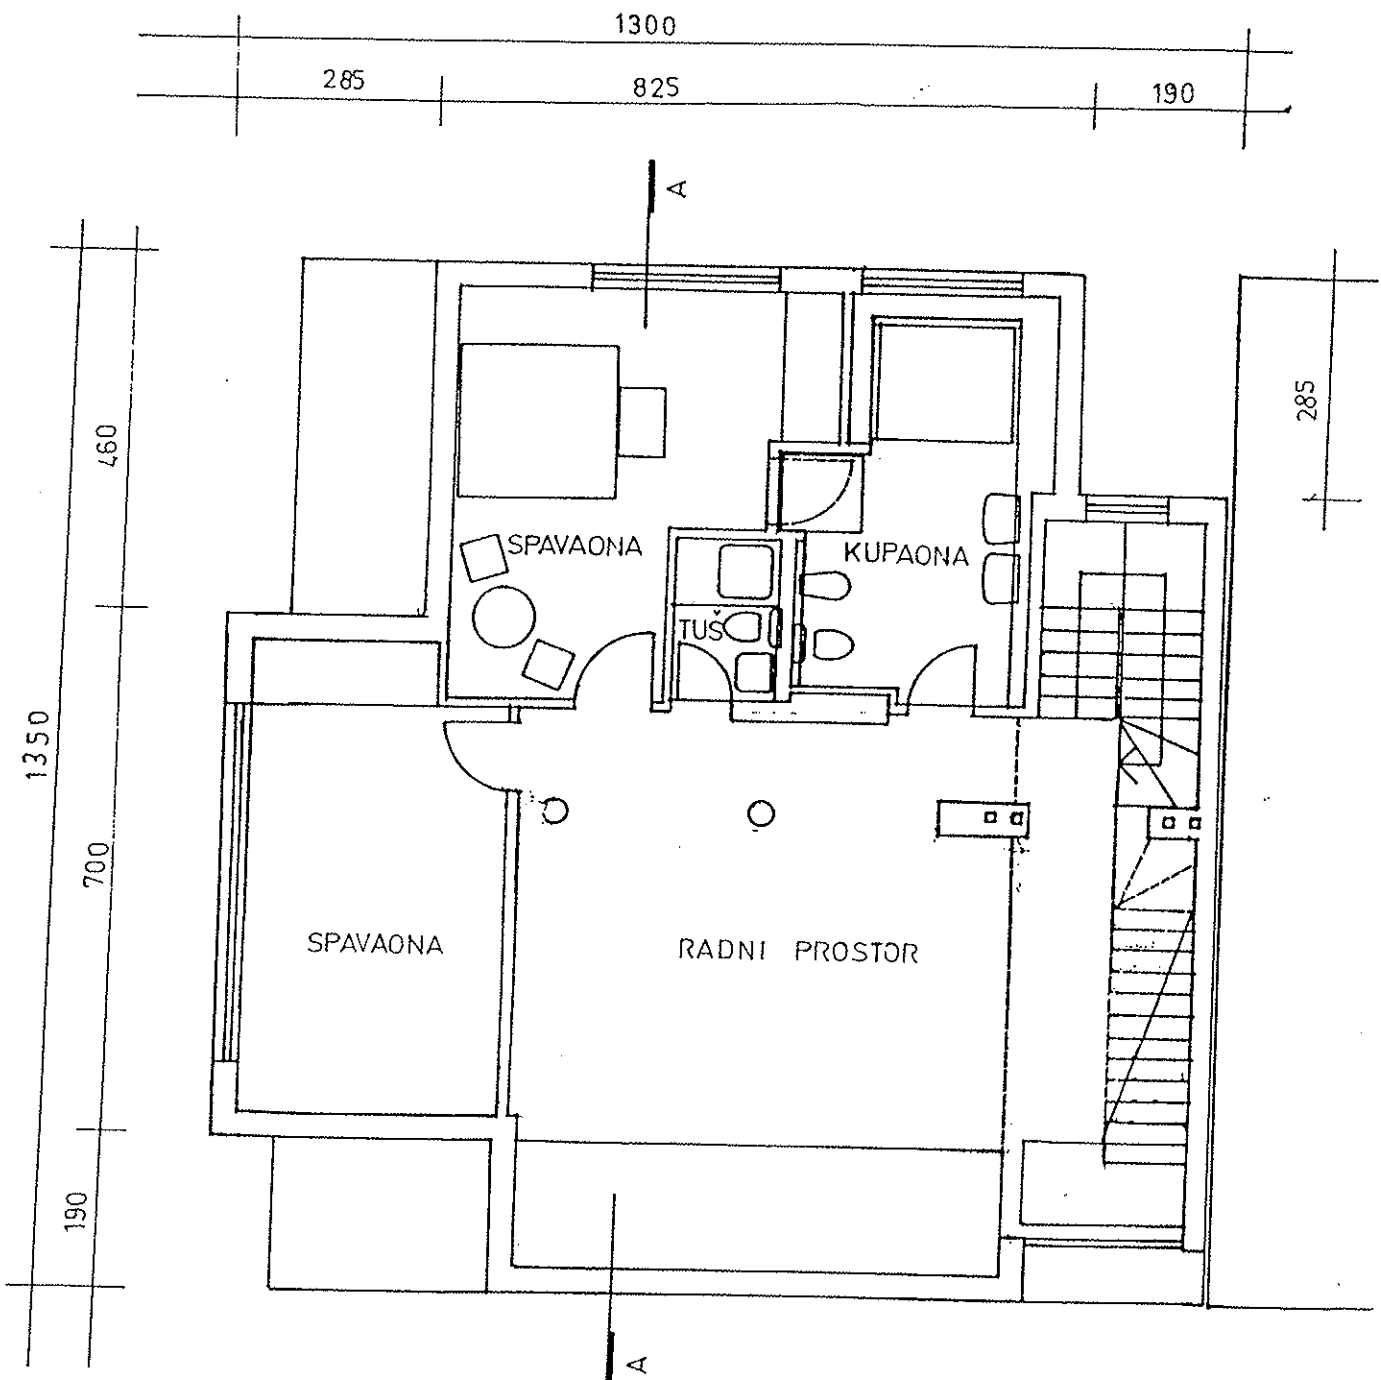 1300
285 825 190
A
285
460
SPAVAONA
KUPAONA
TUŠ
1350
700
SPAVAONA
RADNI PROSTOR
190
A